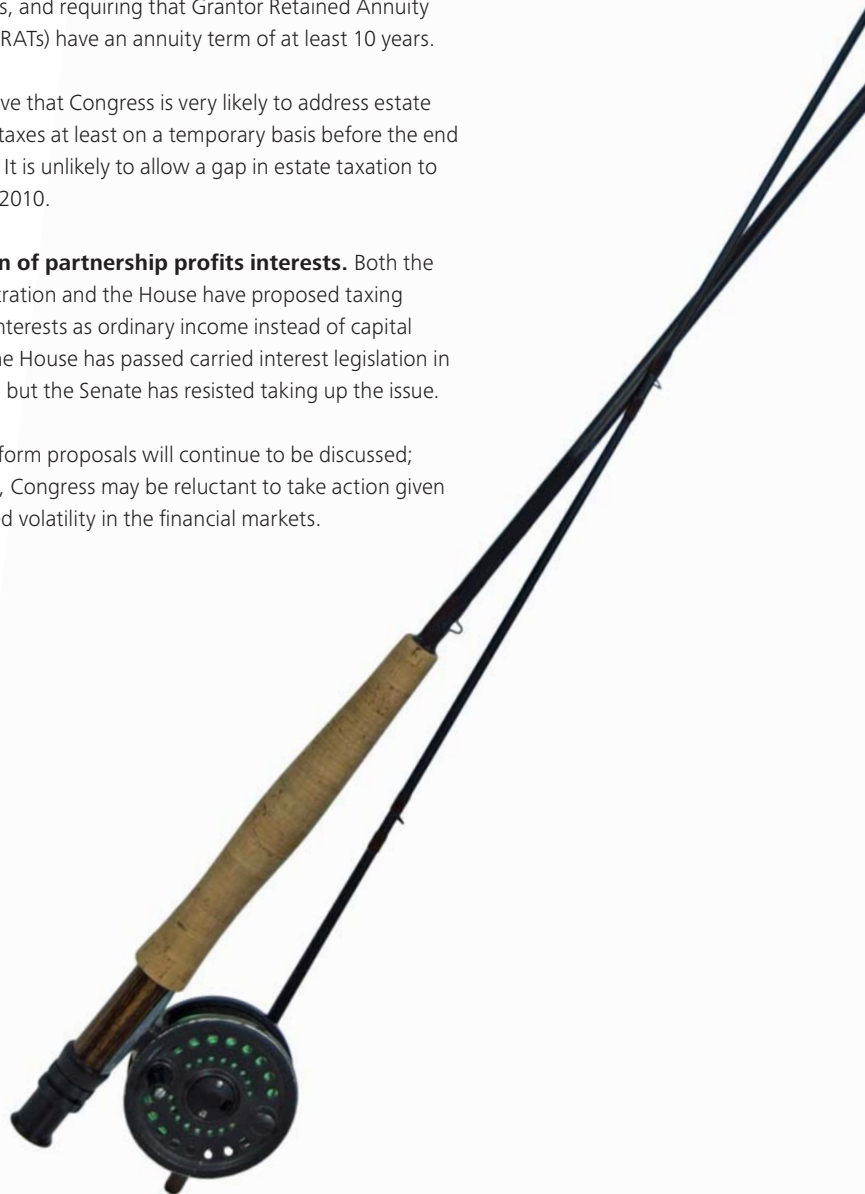 s, and requiring that Grantor Retained Annuity
RATs) have an annuity term of at least 10 years.
ve that Congress is very likely to address estate
taxes at least on a temporary basis before the end
It is unlikely to allow a gap in estate taxation to
2010.
n of partnership profits interests. Both the
tration and the House have proposed taxing
nterests as ordinary income instead of capital
he House has passed carried interest legislation in
but the Senate has resisted taking up the issue.
form proposals will continue to be discussed;
, Congress may be reluctant to take action given
ed volatility in the financial markets.